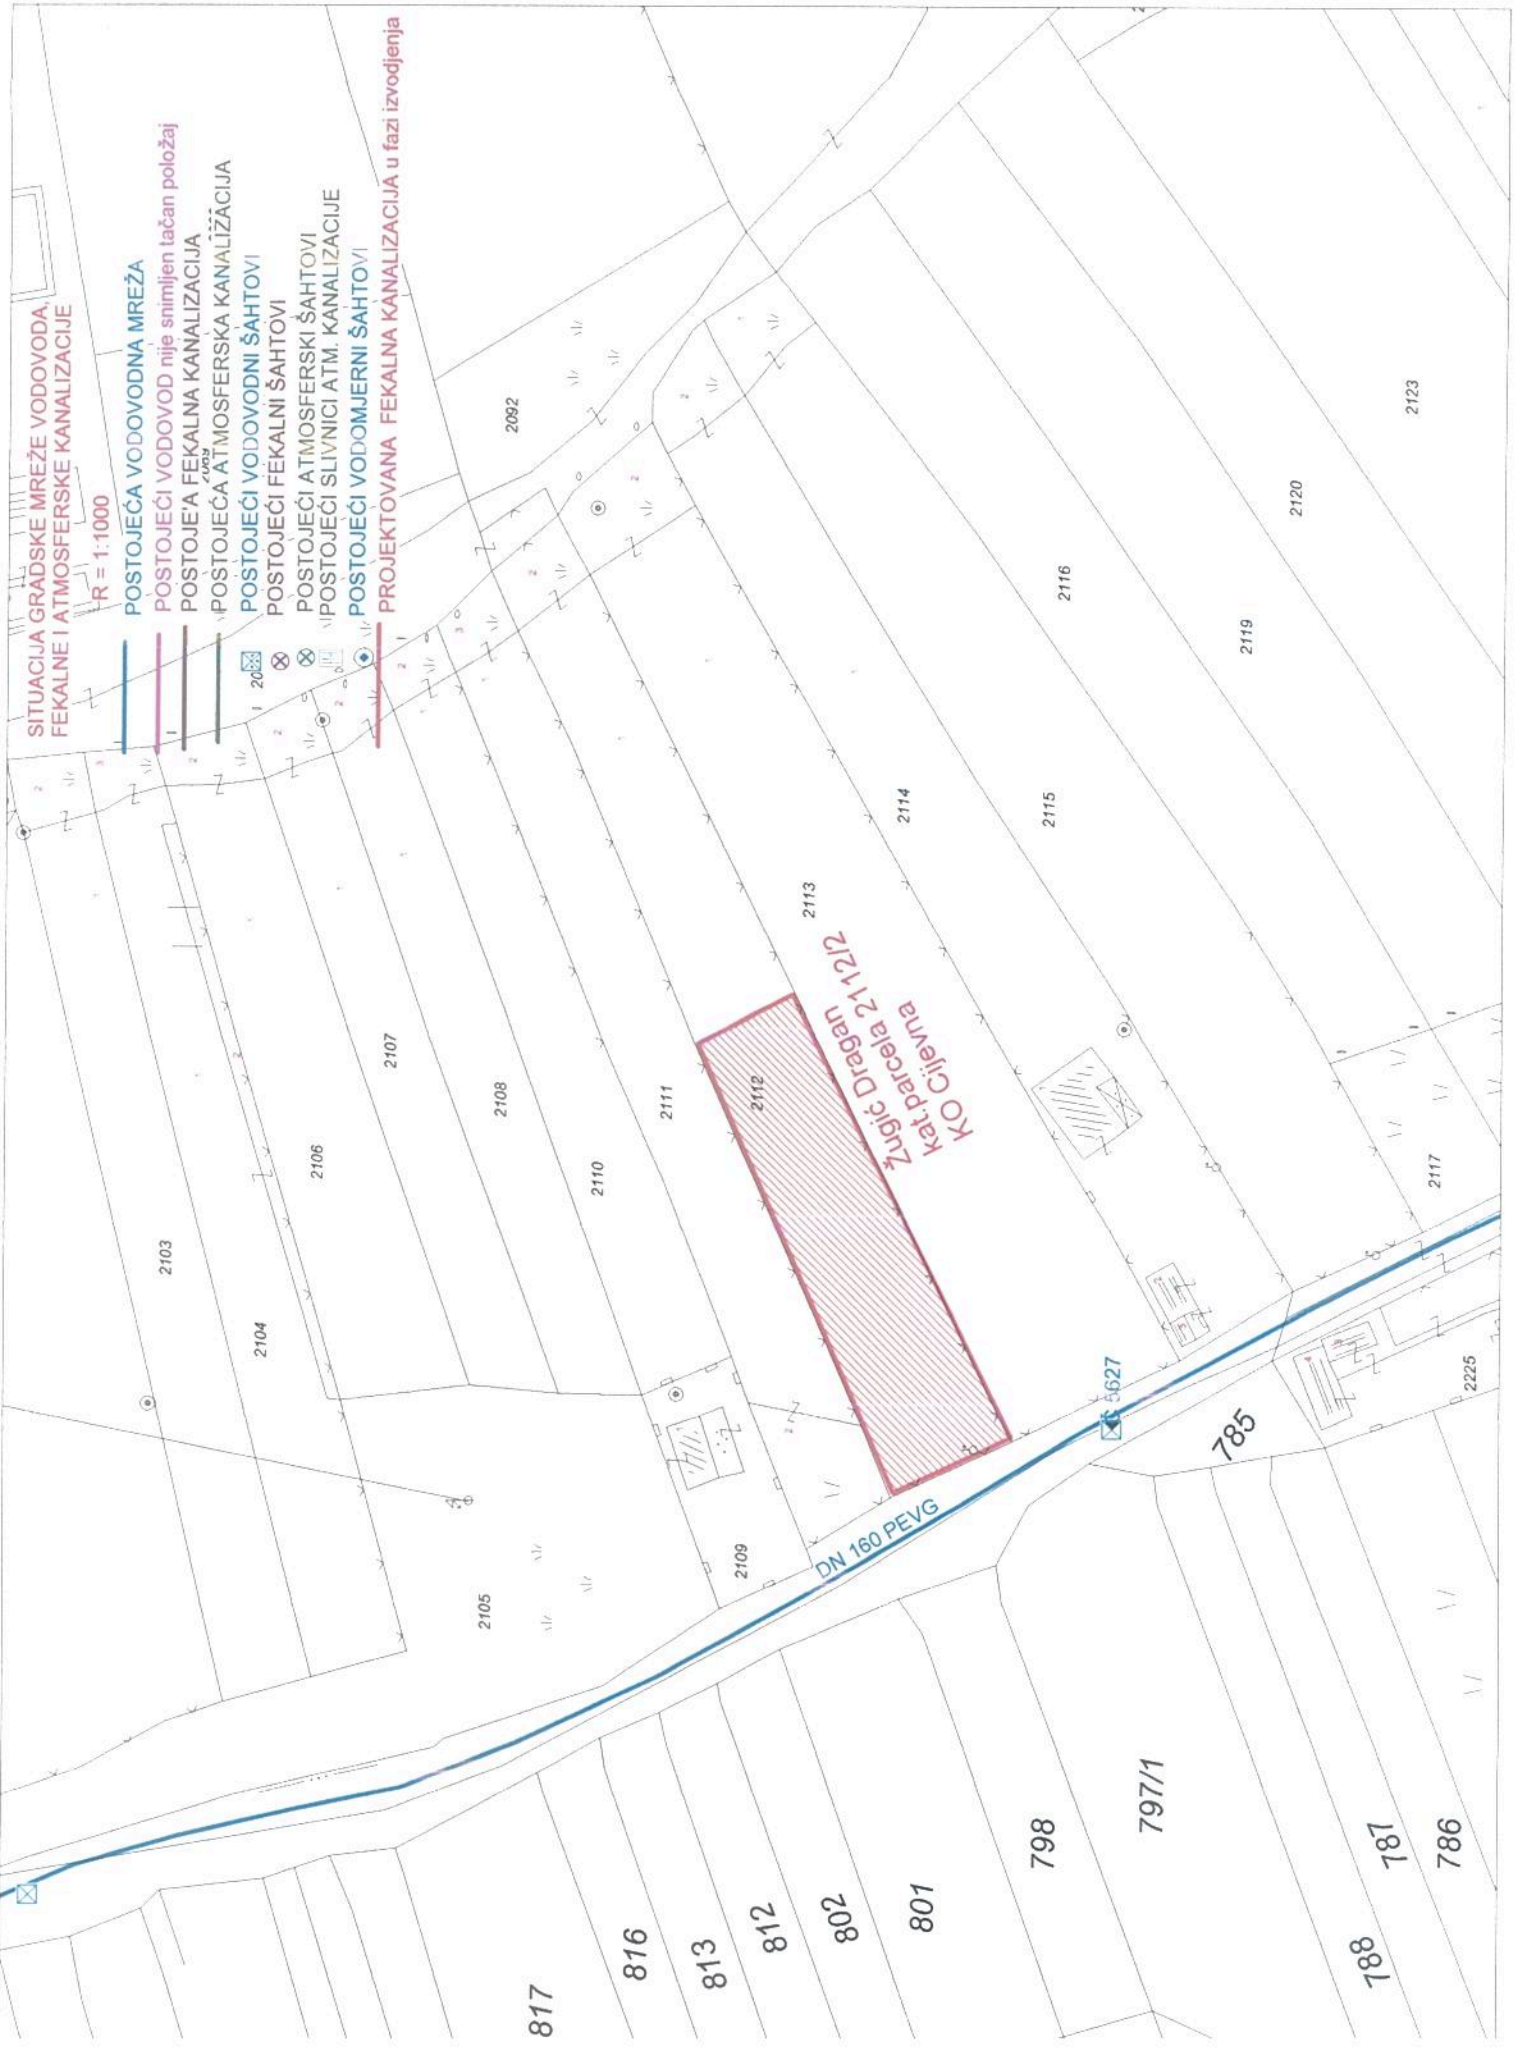 SITUACIJA GRADSKE MREŽE VODOVODA,
FEKALNE I ATMOSFERSKE KANALIZACIJE
R = 1:1000
POSTOJEĆA VODOVODNA MREŽA
POSTOJEĆI VODOVOD nije snimljen tačan položaj
POSTOJE'A FEKALNA KANALIZACIJA
POSTOJEĆA ATMOSFERSKA KANALIZACIJA
POSTOJEĆI VODOVODNI ŠAHTOVI
POSTOJEĆI FEKALNI ŠAHTOVI
POSTOJEĆI ATMOSFERSKI ŠAHTOVI
POSTOJEĆI SLIVNICI ATM. KANALIZACIJE
POSTOJEĆI VODOMJERNI ŠAHTOVI
PROJEKTOVANA FEKALNA KANALIZACIJA u fazi izvodjenja
2092
2103
2104
2105
2106
2107
2108
2109
2110
2111
2112
2113
Žugić Dragan
kat.parcela 2112/2
KO Cijevna
2114
2115
2116
2117
2119
2120
2123
DN 160 PEVG
5627
785
2225
817
816
813
812
802
801
798
797/1
788
787
786